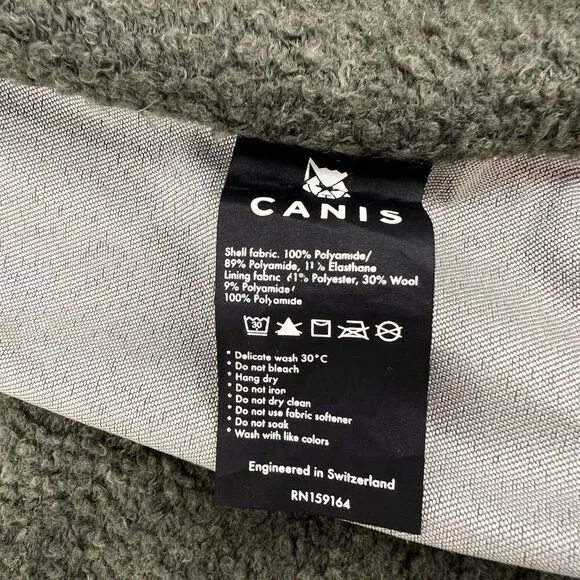 CANIS
Shell fabric. 100% Polyamide/
89% Polyamide, 11% Elasthane
Lining fabric 61% Polyester, 30% Wool
9% Polyamide/
100% Polyamide
30
* Delicate wash 30°C
* Do not bleach
* Hang dry
* Do not iron
* Do not dry clean
* Do not use fabric softener
* Do not soak
* Wash with like colors
Engineered in Switzerland
RN159164